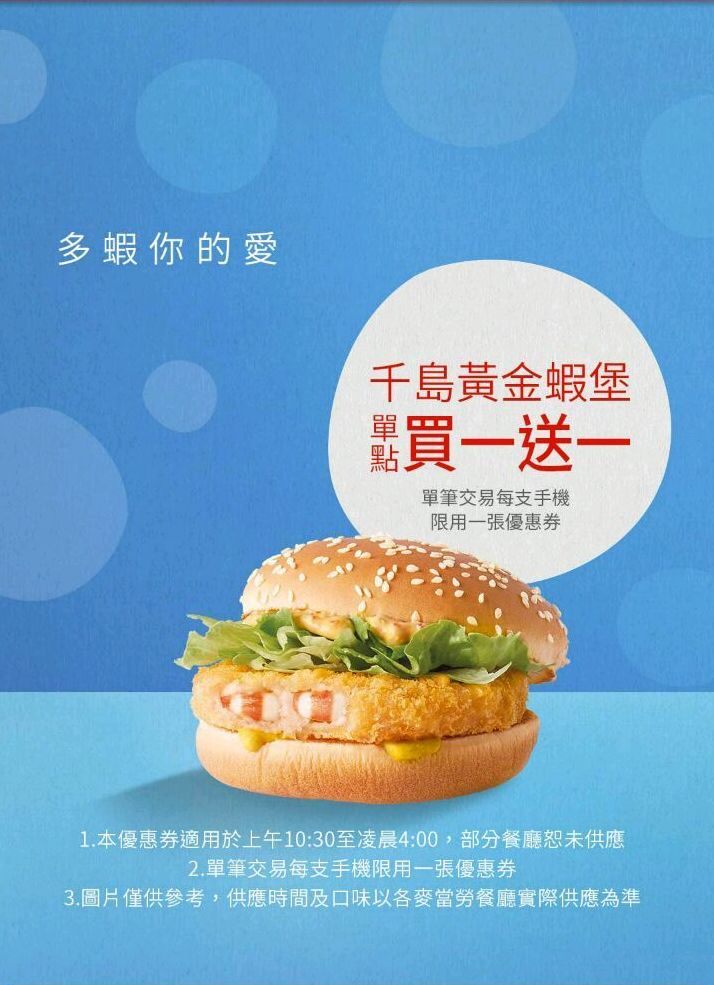 多蝦你的愛
千島黃金蝦堡
單點買一送一
單筆交易每支手機
限用一張優惠券
1.本優惠券適用於上午10:30至凌晨4:00，部分餐廳恕未供應
2.單筆交易每支手機限用一張優惠券
3.圖片僅供參考，供應時間及口味以各麥當勞餐廳實際供應為準